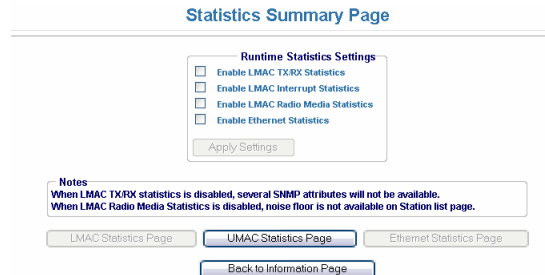 Statistics Summary Page
Runtime Statistics Settings
Enable LMAC TX/RX Statistics
Enable LMAC Interrupt Statistics
Enable LMAC Radio Media Statistics
Enable Ethernet Statistics
Apply Settings
Notes
When LMAC TX/RX statistics is disabled, several SNMP attributes will not be available.
When LMAC Radio Media Statistics is disabled, noise floor is not available on Station list page.
LMAC Statistics Page UMAC Statistics Page Ethernet Statistics Page
Back to Information Page